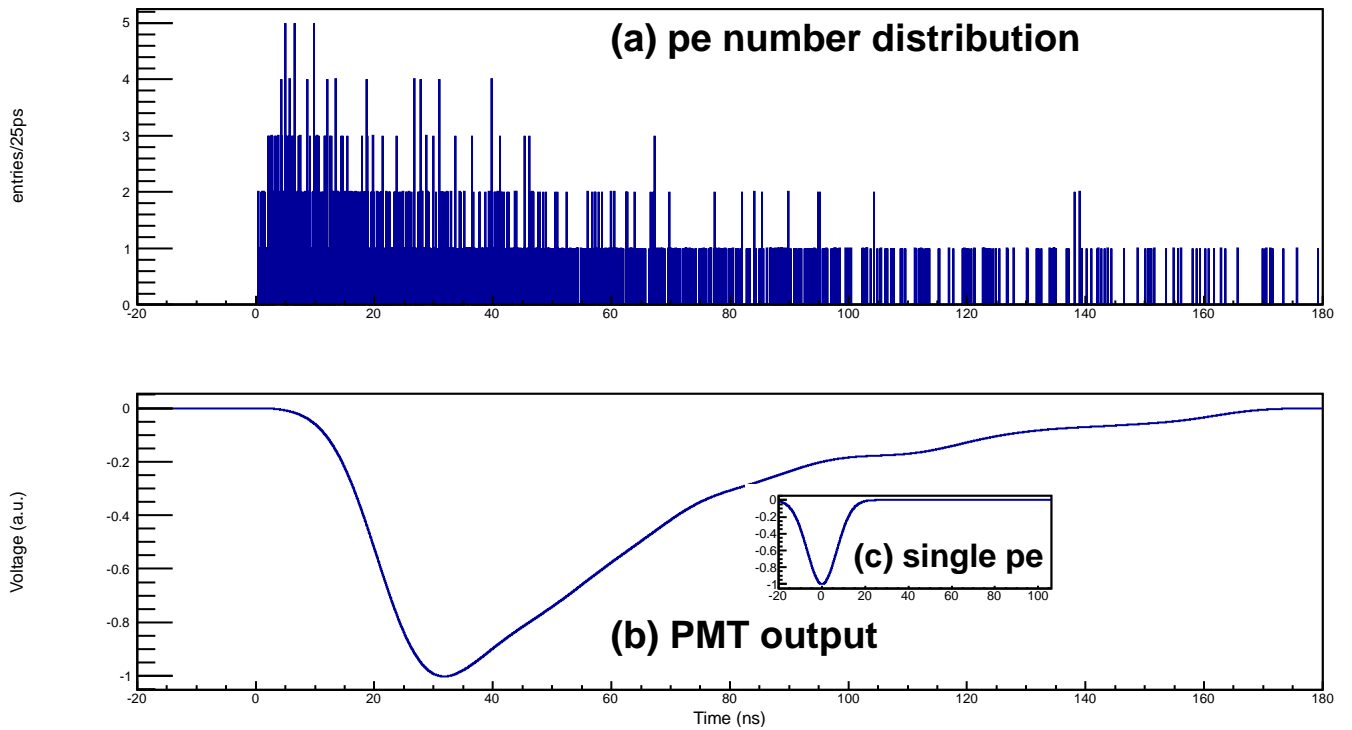 (a) pe number distribution
entries/25ps
5
4
3
2
1
0
-20 0 20 40 60 80 100 120 140 160 180
0
-0.2
-0.4
-0.6
-0.8
-1
Voltage (a.u.)
0
-0.2
-0.4
-0.6
-0.8
-1
(c) single pe
-20 0 20 40 60 80 100
(b) PMT output
-20 0 20 40 60 80 100 120 140 160 180
Time (ns)